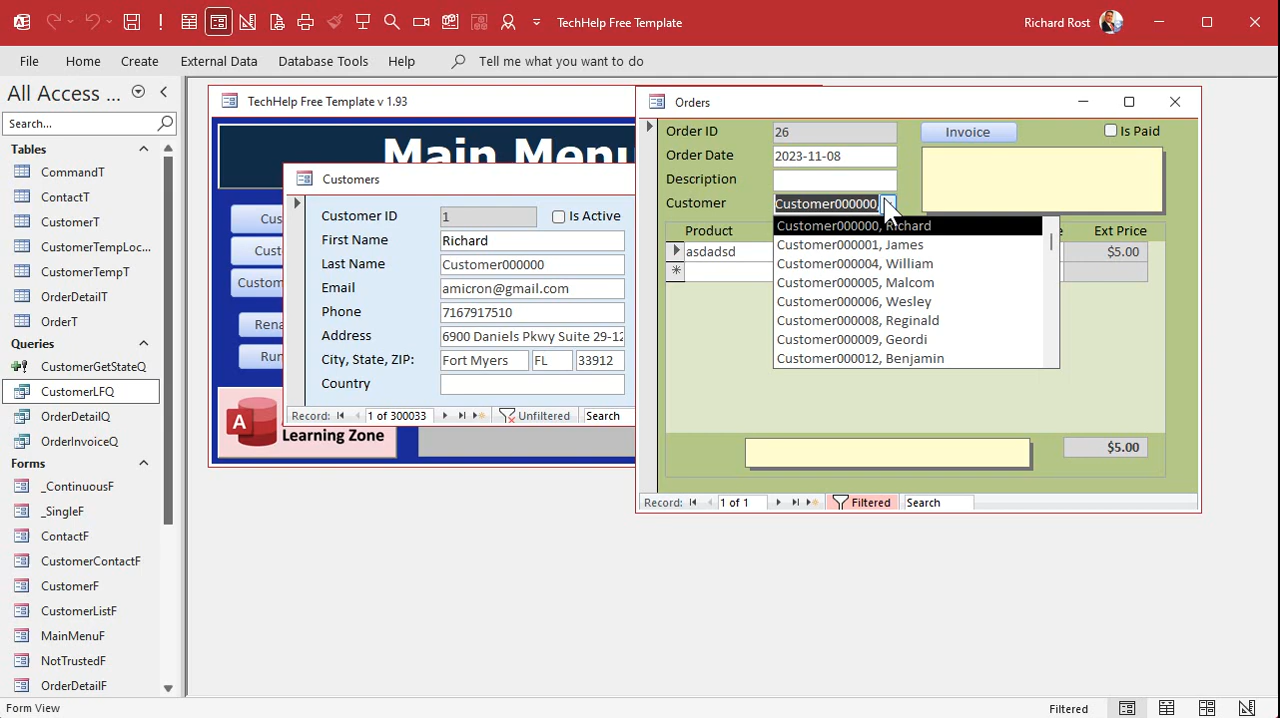 TechHelp Free Template
Richard Rost
File
Home
Create
External Data
Database Tools
Help
Tell me what you want to do
All Access ...
Search...
Tables
CommandT
ContactT
CustomerT
CustomerTempLoc...
CustomerTempT
OrderDetailT
OrderT
Queries
CustomerGetStateQ
CustomerLFQ
OrderDetailQ
OrderInvoiceQ
Forms
_ContinuousF
_SingleF
ContactF
CustomerContactF
CustomerF
CustomerListF
MainMenuF
NotTrustedF
OrderDetailF
TechHelp Free Template v 1.93
Main Menu
Cus
Cust
Custom
Rena
Run
A
Learning Zone
Customers
Customer ID 1 Is Active
First Name Richard
Last Name Customer000000
Email amicron@gmail.com
Phone 7167917510
Address 6900 Daniels Pkwy Suite 29-12
City, State, ZIP: Fort Myers FL 33912
Country
Record: 1 of 300033 Unfiltered Search
Orders
Order ID 26 Invoice Is Paid
Order Date 2023-11-08
Description
Customer Customer000000,
Customer000000, Richard
Customer000001, James
Customer000004, William
Customer000005, Malcom
Customer000006, Wesley
Customer000008, Reginald
Customer000009, Geordi
Customer000012, Benjamin
Product e Ext Price
asdadsd $5.00
$5.00
Record: 1 of 1 Filtered Search
Form View
Filtered